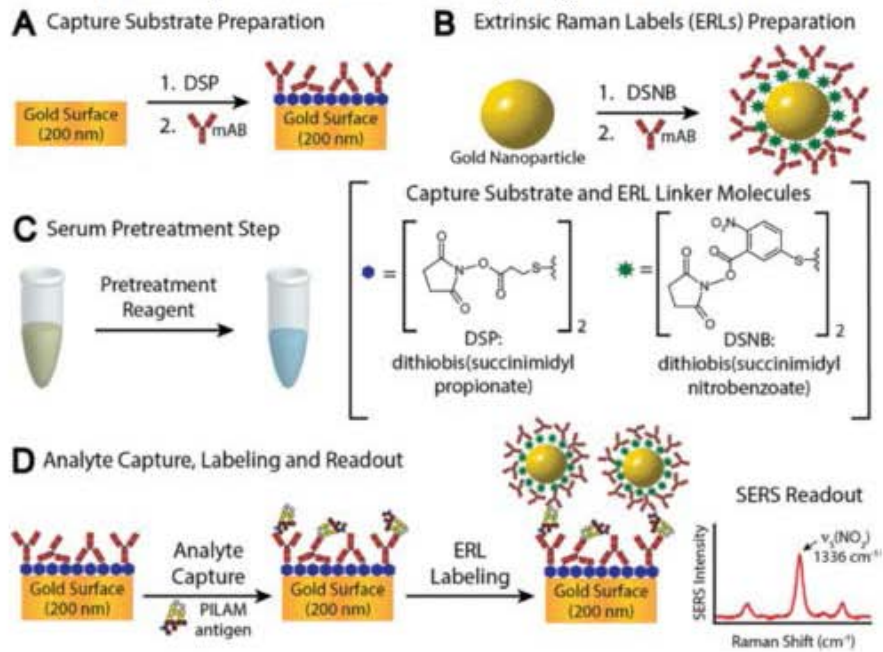 A Capture Substrate Preparation
Gold Surface
(200 nm)
1. DSP
2. mAB
Gold Surface
(200 nm)
B Extrinsic Raman Labels (ERLs) Preparation
Gold Nanoparticle
1. DSNB
2. mAB
C Serum Pretreatment Step
Pretreatment
Reagent
Capture Substrate and ERL Linker Molecules
=
O
N
O
O
O
S
2
DSP:
dithiobis(succinimidyl
propionate)
=
O₂N
O
O
N
O
O
S
2
DSNB:
dithiobis(succinimidyl
nitrobenzoate)
D Analyte Capture, Labeling and Readout
Gold Surface
(200 nm)
Analyte
Capture
PILAM
antigen
Gold Surface
(200 nm)
ERL
Labeling
Gold Surface
(200 nm)
SERS Readout
SERS Intensity
νₛ(NO₂)
1336 cm⁻¹
Raman Shift (cm⁻¹)